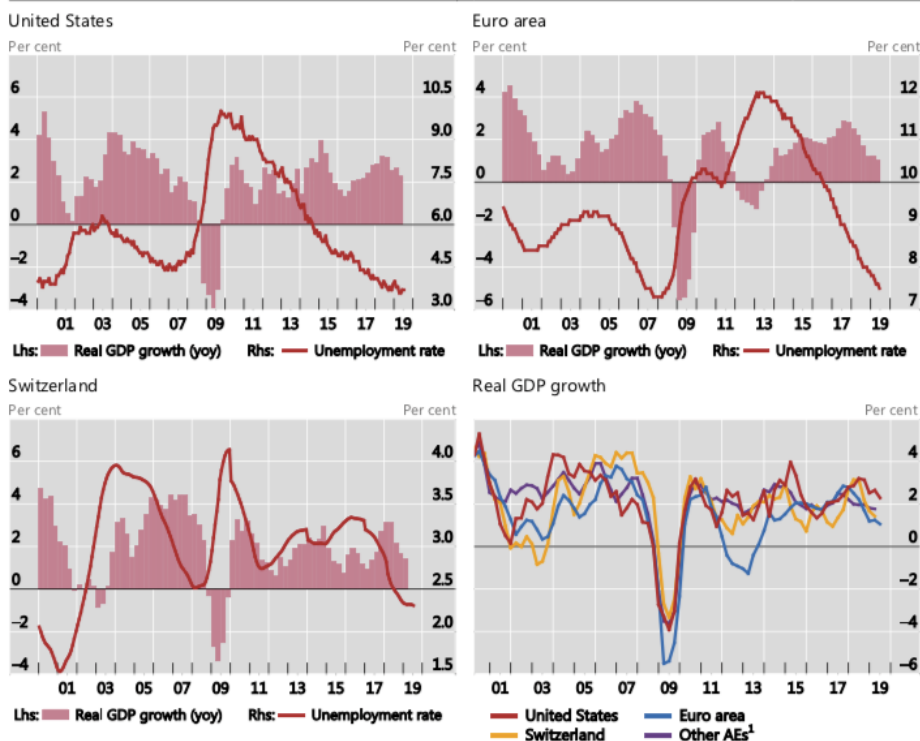 United States
Per cent Per cent
6 10.5
4 9.0
2 7.5
0 6.0
–2 4.5
–4 3.0
01 03 05 07 09 11 13 15 17 19
Lhs: Real GDP growth (yoy) Rhs: Unemployment rate
Euro area
Per cent Per cent
4 12
2 11
0 10
–2 9
–4 8
–6 7
01 03 05 07 09 11 13 15 17 19
Lhs: Real GDP growth (yoy) Rhs: Unemployment rate
Switzerland
Per cent Per cent
6 4.0
4 3.5
2 3.0
0 2.5
–2 2.0
–4 1.5
01 03 05 07 09 11 13 15 17 19
Lhs: Real GDP growth (yoy) Rhs: Unemployment rate
Real GDP growth
Per cent
4
2
0
–2
–4
–6
01 03 05 07 09 11 13 15 17 19
United States Euro area
Switzerland Other AEs¹